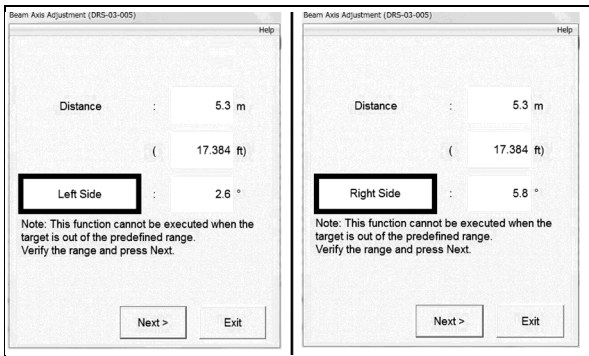 Beam Axis Adjustment (DRS-03-005)
Help
Distance : 5.3 m
( 17.384 ft)
Left Side : 2.6 °
Note: This function cannot be executed when the
target is out of the predefined range.
Verify the range and press Next.
Next > Exit
Beam Axis Adjustment (DRS-03-005)
Help
Distance : 5.3 m
( 17.384 ft)
Right Side : 5.8 °
Note: This function cannot be executed when the
target is out of the predefined range.
Verify the range and press Next.
Next > Exit